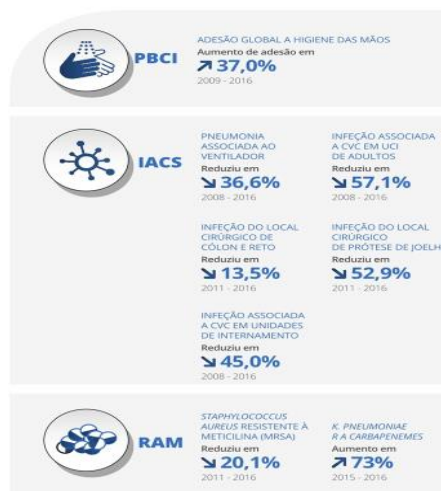 PBCI
ADESÃO GLOBAL A HIGIENE DAS MÃOS
Aumento de adesão em
37,0%
2009 - 2016
IACS
PNEUMONIA
ASSOCIADA AO
VENTILADOR
Reduziu em
36,6%
2008 - 2016
INFEÇÃO ASSOCIADA
A CVC EM UCI
DE ADULTOS
Reduziu em
57,1%
2008 - 2016
INFEÇÃO DO LOCAL
CIRÚRGICO DE
CÓLON E RETO
Reduziu em
13,5%
2011 - 2016
INFEÇÃO DO LOCAL
CIRÚRGICO
DE PRÓTESE DE JOELH
Reduziu em
52,9%
2011 - 2016
INFEÇÃO ASSOCIADA
A CVC EM UNIDADES
DE INTERNAMENTO
Reduziu em
45,0%
2008 - 2016
RAM
STAPHYLOCOCCUS
AUREUS RESISTENTE À
METICILINA (MRSA)
Reduziu em
20,1%
2011 - 2016
K. PNEUMONIAE
R A CARBAPENEMES
Aumento em
73%
2015 - 2016